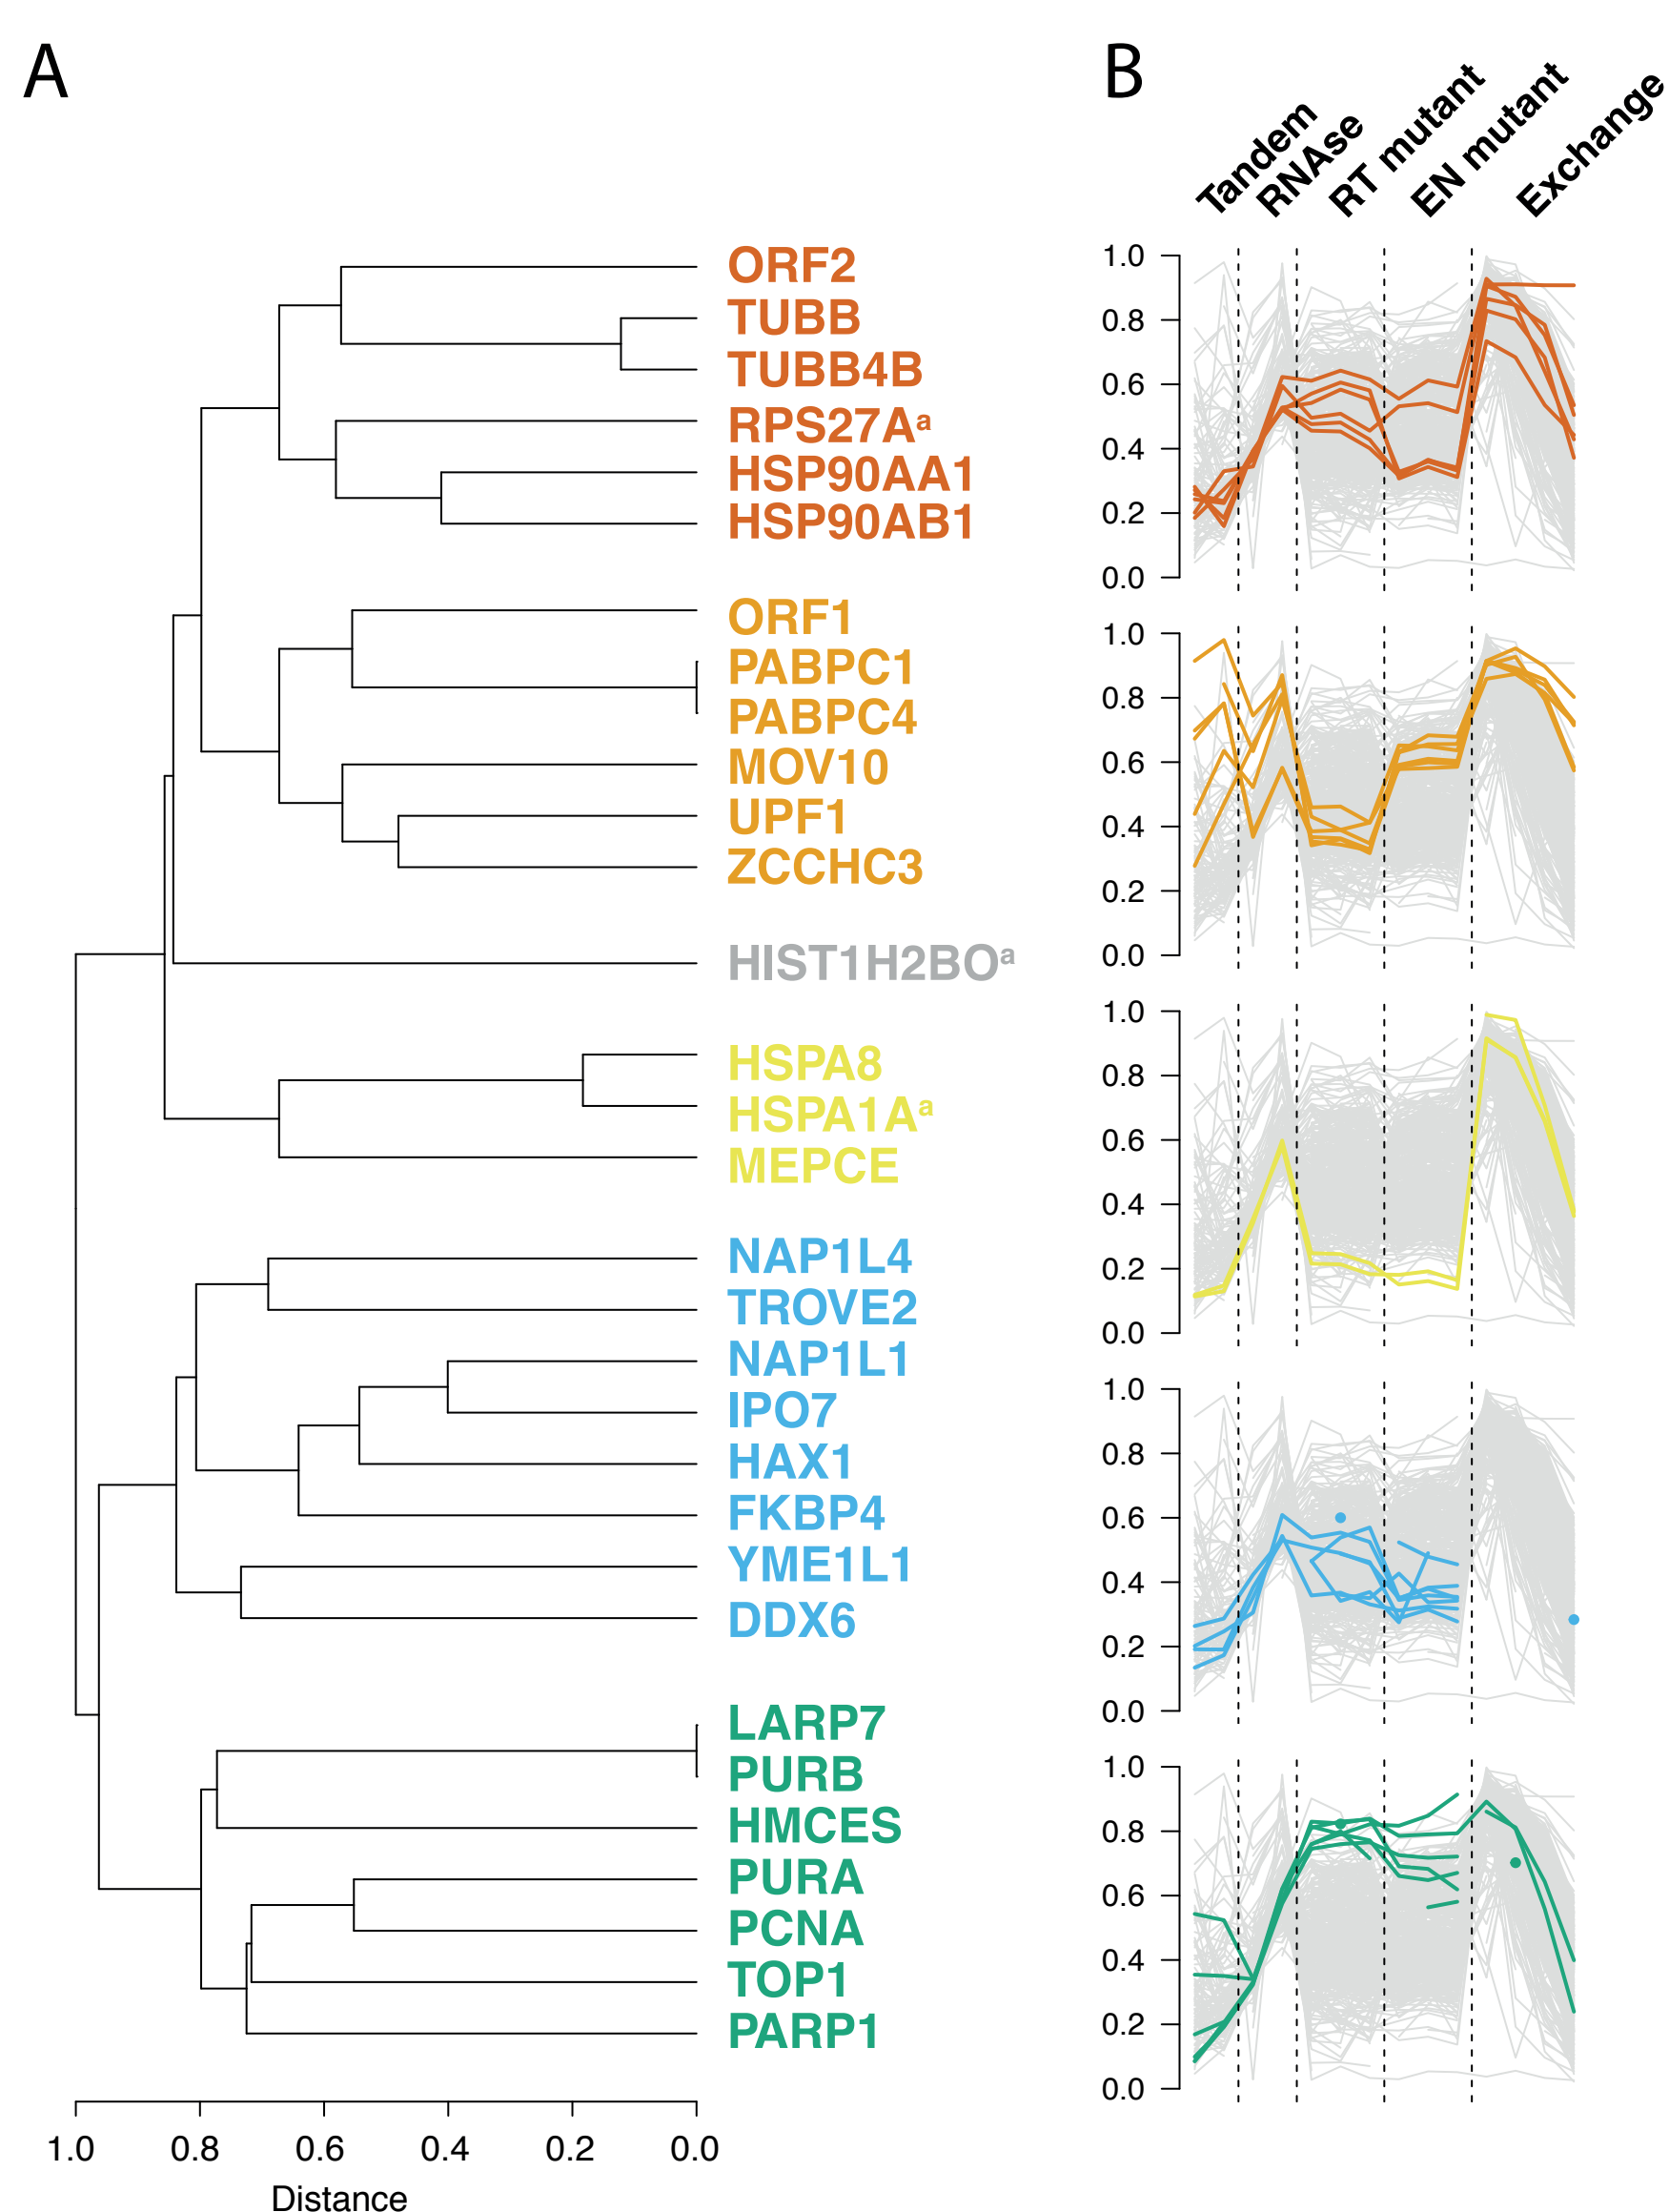 A
B
Tandem
RNAse
RT mutant
EN mutant
Exchange
ORF2
TUBB
TUBB4B
RPS27Aᵃ
HSP90AA1
HSP90AB1
ORF1
PABPC1
PABPC4
MOV10
UPF1
ZCCHC3
HIST1H2BOᵃ
HSPA8
HSPA1Aᵃ
MEPCE
NAP1L4
TROVE2
NAP1L1
IPO7
HAX1
FKBP4
YME1L1
DDX6
LARP7
PURB
HMCES
PURA
PCNA
TOP1
PARP1
1.0 0.8 0.6 0.4 0.2 0.0
Distance
1.0
0.8
0.6
0.4
0.2
0.0
1.0
0.8
0.6
0.4
0.2
0.0
1.0
0.8
0.6
0.4
0.2
0.0
1.0
0.8
0.6
0.4
0.2
0.0
1.0
0.8
0.6
0.4
0.2
0.0